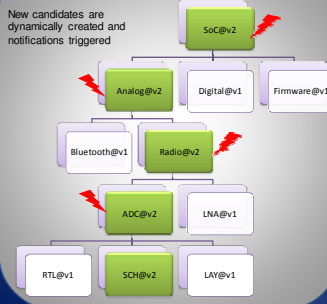 New candidates are
dynamically created and
notifications triggered
SoC@v2
Analog@v2
Digital@v1
Firmware@v1
Bluetooth@v1
Radio@v2
ADC@v2
LNA@v1
RTL@v1
SCH@v2
LAY@v1